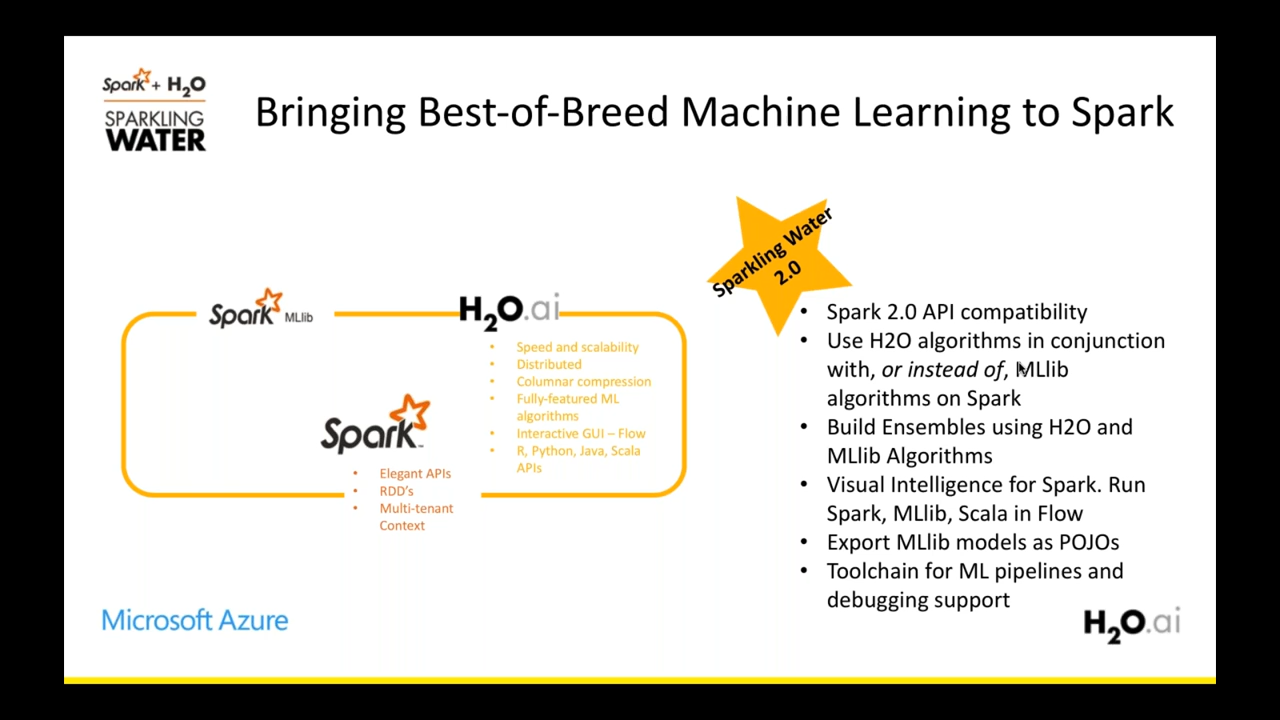 Spark + H2O
SPARKLING
WATER
Bringing Best-of-Breed Machine Learning to Spark
Sparkling Water
2.0
Spark MLlib
H2O.ai
• Speed and scalability
• Distributed
• Columnar compression
• Fully-featured ML
algorithms
• Interactive GUI – Flow
• R, Python, Java, Scala
APIs
Spark™
• Elegant APIs
• RDD's
• Multi-tenant
Context
• Spark 2.0 API compatibility
• Use H2O algorithms in conjunction
with, or instead of, MLlib
algorithms on Spark
• Build Ensembles using H2O and
MLlib Algorithms
• Visual Intelligence for Spark. Run
Spark, MLlib, Scala in Flow
• Export MLlib models as POJOs
• Toolchain for ML pipelines and
debugging support
Microsoft Azure
H2O.ai